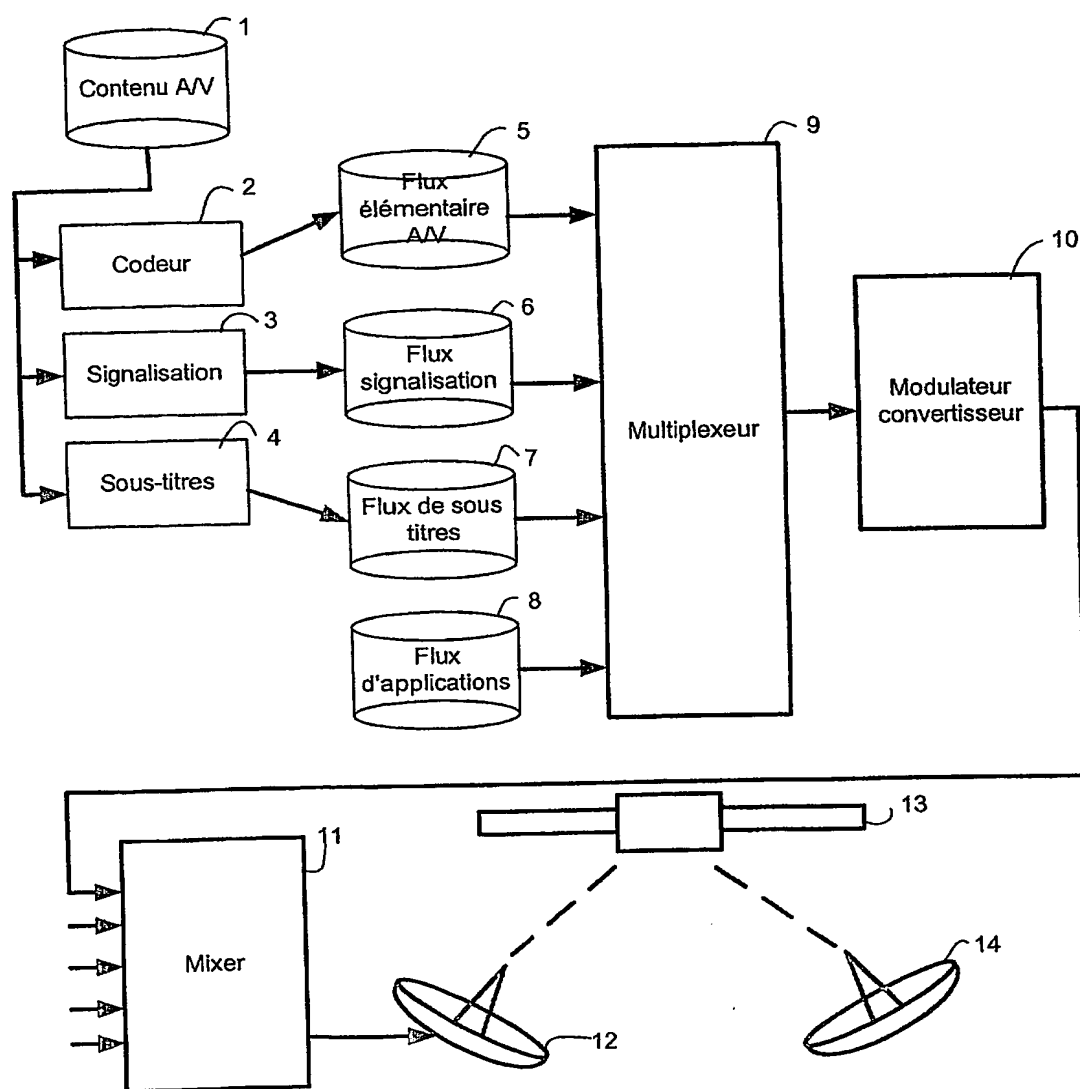 1
Contenu A/V
2
Codeur
3
Signalisation
4
Sous-titres
5
Flux
élémentaire
A/V
6
Flux
signalisation
7
Flux de sous
titres
8
Flux
d'applications
9
Multiplexeur
10
Modulateur
convertisseur
11
Mixer
12
13
14